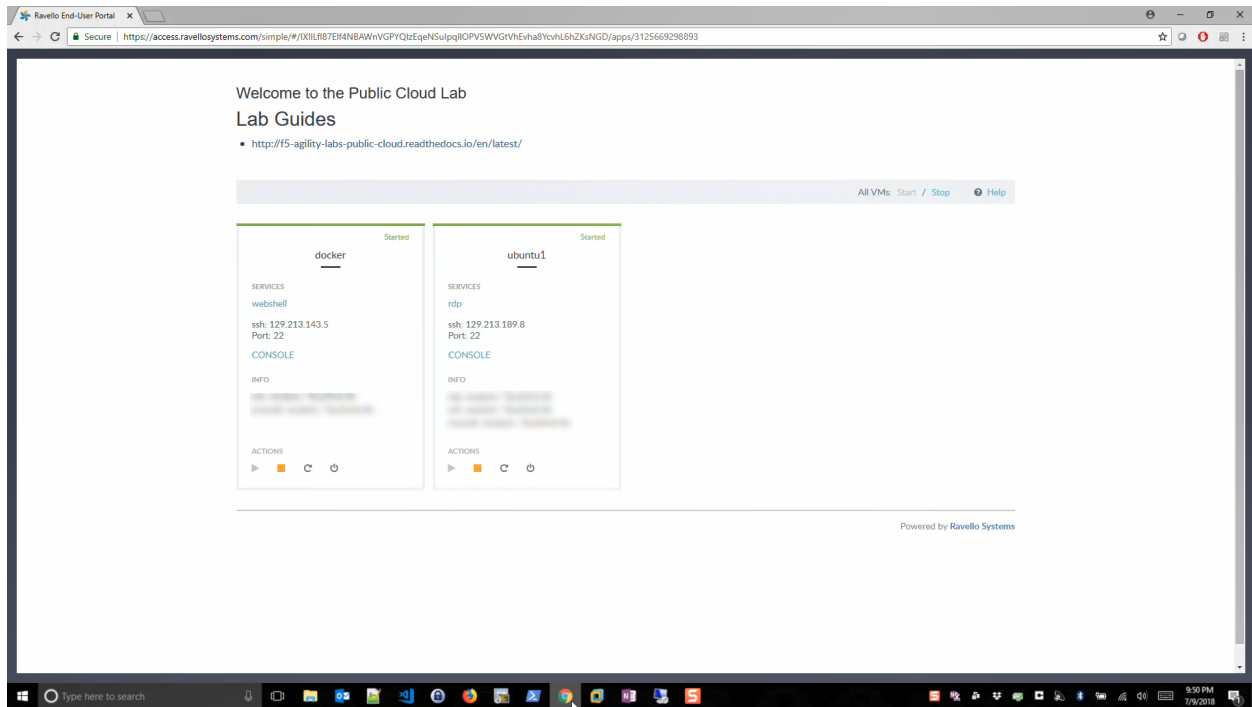 Ravello End-User Portal
Secure | https://access.ravellosystems.com/simple/#/IXIILfI87EIf4NBAWnVGPYQIzEqeNSuIpqIIOPV5WVGtVhEvha8YcvhL6hZKsNGD/apps/3125669298893
Welcome to the Public Cloud Lab
Lab Guides
• http://f5-agility-labs-public-cloud.readthedocs.io/en/latest/
All VMs: Start / Stop Help
Started
docker
SERVICES
webshell
ssh: 129.213.143.5
Port: 22
CONSOLE
INFO
ACTIONS
Started
ubuntu1
SERVICES
rdp
ssh: 129.213.189.8
Port: 22
CONSOLE
INFO
ACTIONS
Powered by Ravello Systems
Type here to search
9:50 PM
7/9/2018